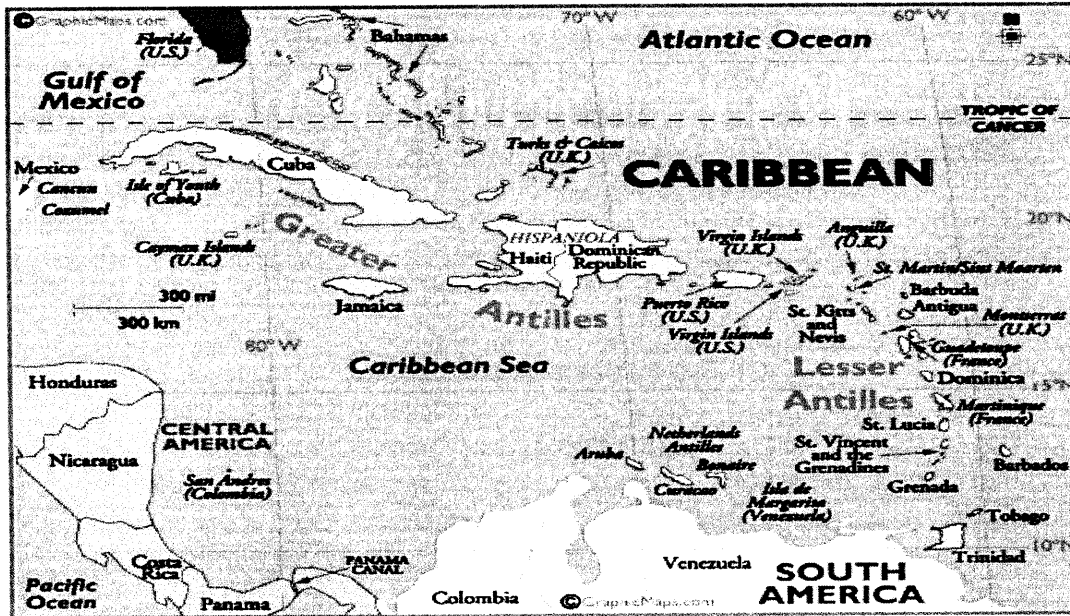 ©GraphicMaps.com
70° W
60° W
Florida
(U.S.)
Bahamas
Atlantic Ocean
25°N
Gulf of
Mexico
TROPIC OF
CANCER
Mexico
Cancun
Cozumel
Cuba
Isle of Youth
(Cuba)
Turks & Caicos
(U.K.)
CARIBBEAN
20°N
Greater
Cayman Islands
(U.K.)
HISPANIOLA
Haiti
Dominican
Republic
Virgin Islands
(U.K.)
Anguilla
(U.K.)
St. Martin/Sint Maarten
300 mi
300 km
Jamaica
Antilles
Puerto Rico
(U.S.)
Virgin Islands
(U.S.)
St. Kitts
and
Nevis
Barbuda
Antigua
Montserrat
(U.K.)
80° W
Caribbean Sea
Lesser
Antilles
Guadeloupe
(France)
Dominica
15°N
Martinique
(France)
Honduras
CENTRAL
AMERICA
Nicaragua
San Andres
(Colombia)
St. Lucia
St. Vincent
and the
Grenadines
Barbados
Grenada
Aruba
Netherlands
Antilles
Bonaire
Curacao
Isla de
Margarita
(Venezuela)
Tobago
Trinidad
10°N
Costa
Rica
PANAMA
CANAL
Venezuela
SOUTH
AMERICA
Pacific
Ocean
Panama
Colombia
©GraphicMaps.com